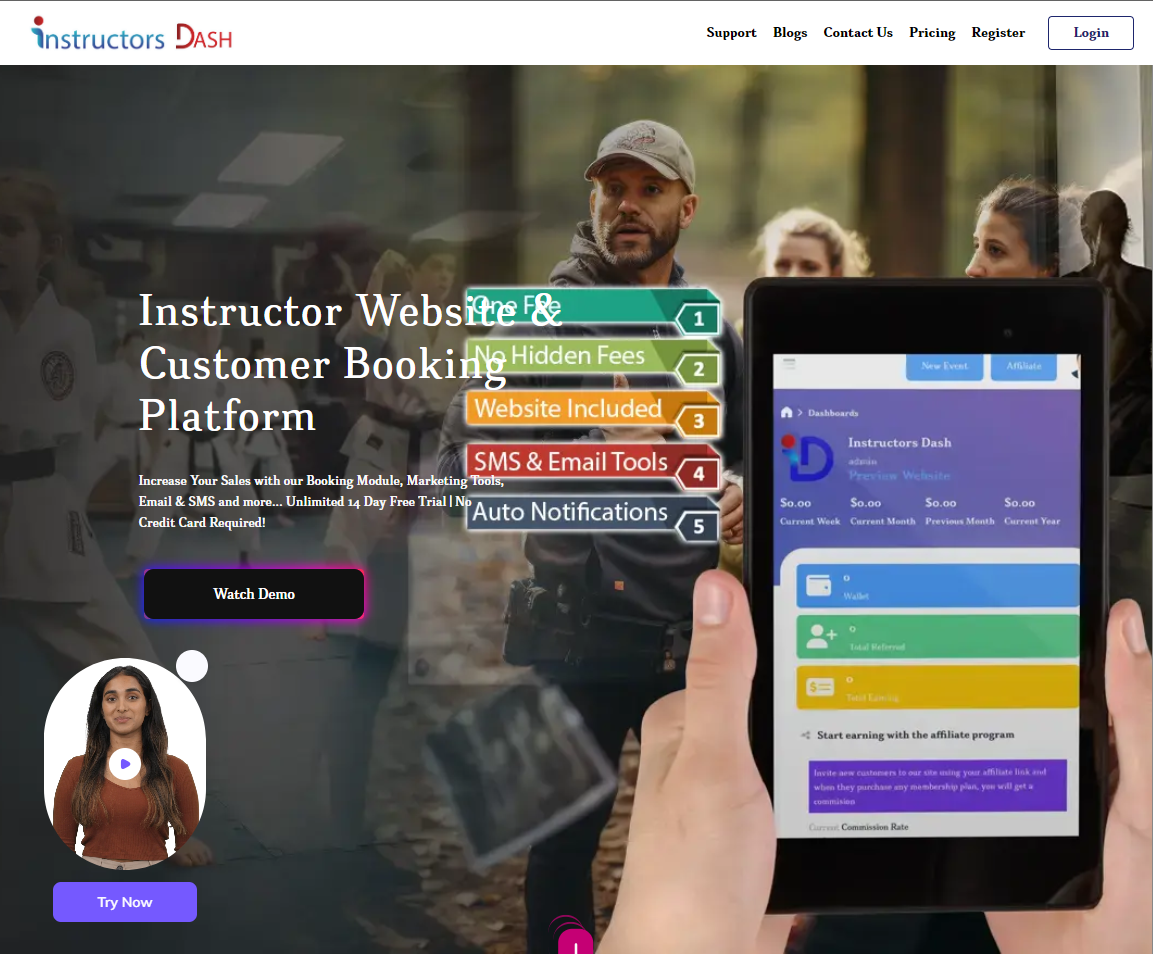 instructors DASH
Support Blogs Contact Us Pricing Register Login
Instructor Website &
Customer Booking
Platform
Increase Your Sales with our Booking Module, Marketing Tools,
Email & SMS and more... Unlimited 14 Day Free Trial | No
Credit Card Required!
Watch Demo
One Fee 1
No Hidden Fees 2
Website Included 3
SMS & Email Tools 4
Auto Notifications 5
New Event Affiliate
Dashboards
Instructors Dash
admin
Preview Website
$0.00 $0.00 $0.00 $0.00
Current Week Current Month Previous Month Current Year
0
Wallet
0
Total Referred
0
Total Earning
Start earning with the affiliate program
Invite new customers to our site using your affiliate link and
when they purchase any membership plan, you will get a
commision
Current Commission Rate
Try Now